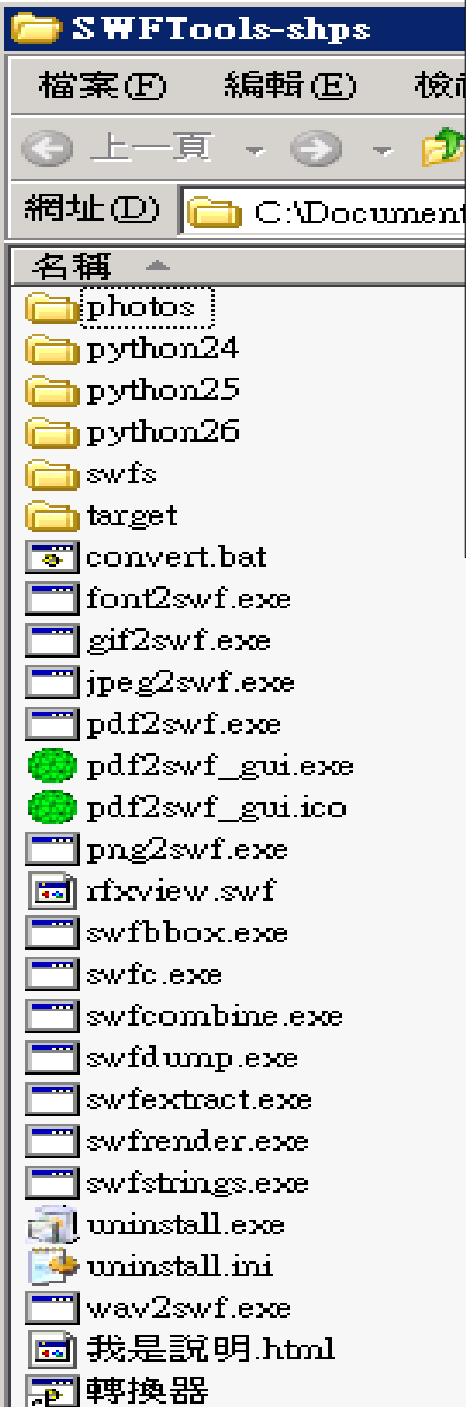 SWFTools-shps
檔案(F) 編輯(E)
上一頁
網址(D) C:\Document
名稱
photos
python24
python25
python26
swfs
target
convert.bat
font2swf.exe
gif2swf.exe
jpeg2swf.exe
pdf2swf.exe
pdf2swf_gui.exe
pdf2swf_gui.ico
png2swf.exe
rfxview.swf
swfbbox.exe
swfc.exe
swfcombine.exe
swfdump.exe
swfextract.exe
swfrender.exe
swfstrings.exe
uninstall.exe
uninstall.ini
wav2swf.exe
我是說明.html
轉換器